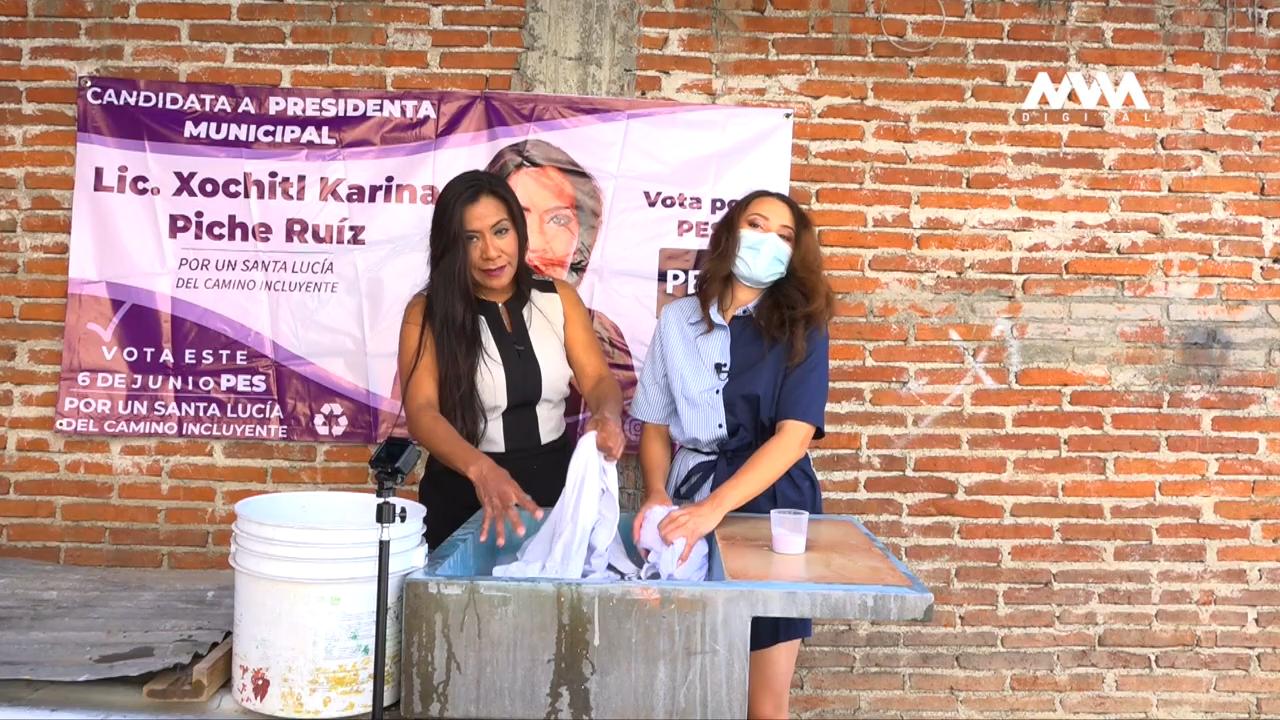 CANDIDATA A PRESIDENTA
MUNICIPAL
Lic. Xochitl Karina
Piche Ruíz
POR UN SANTA LUCÍA
DEL CAMINO INCLUYENTE
VOTA ESTE
6 DE JUNIO PES
POR UN SANTA LUCÍA
DEL CAMINO INCLUYENTE
Vota
DIGITAL